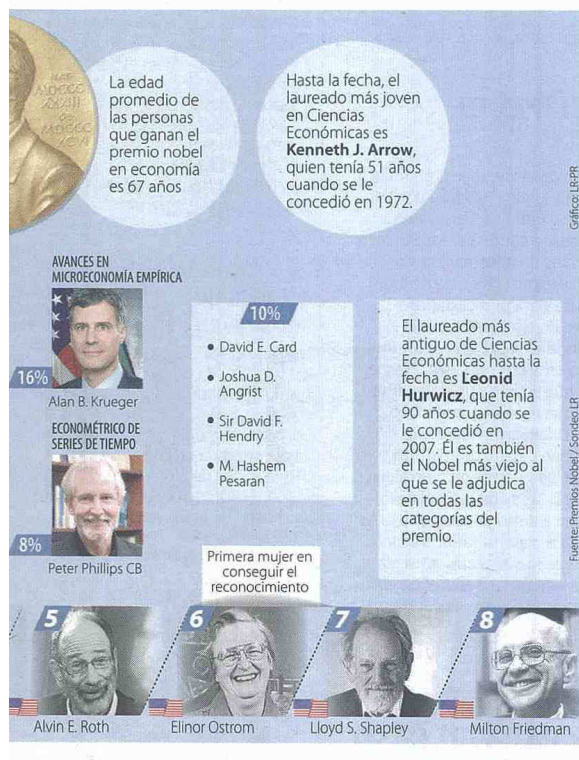 NAT
MDCCC
XXXIII
OB
MDCCC
XCVI
La edad
promedio de
las personas
que ganan el
premio nobel
en economía
es 67 años
Hasta la fecha, el
laureado más joven
en Ciencias
Económicas es
Kenneth J. Arrow,
quien tenía 51 años
cuando se le
concedió en 1972.
Gráfico: LR-PR
AVANCES EN
MICROECONOMÍA EMPÍRICA
16%
Alan B. Krueger
ECONOMÉTRICO DE
SERIES DE TIEMPO
8%
Peter Phillips CB
10%
• David E. Card
• Joshua D.
Angrist
• Sir David F.
Hendry
• M. Hashem
Pesaran
El laureado más
antiguo de Ciencias
Económicas hasta la
fecha es Leonid
Hurwicz, que tenía
90 años cuando se
le concedió en
2007. Él es también
el Nobel más viejo al
que se le adjudica
en todas las
categorías del
premio.
Fuente: Premios Nobel / Sondeo LR
Primera mujer en
conseguir el
reconocimiento
5
Alvin E. Roth
6
Elinor Ostrom
7
Lloyd S. Shapley
8
Milton Friedman